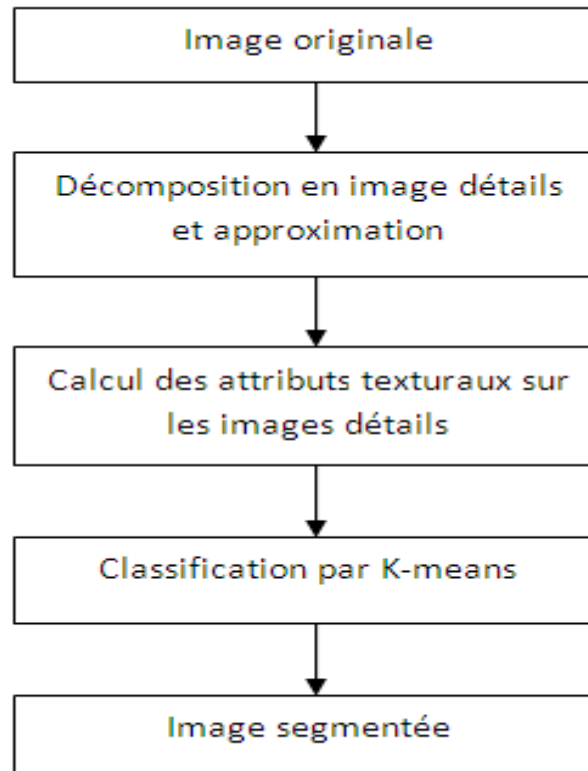 Image originale
Décomposition en image détails
et approximation
Calcul des attributs texturaux sur
les images détails
Classification par K-means
Image segmentée